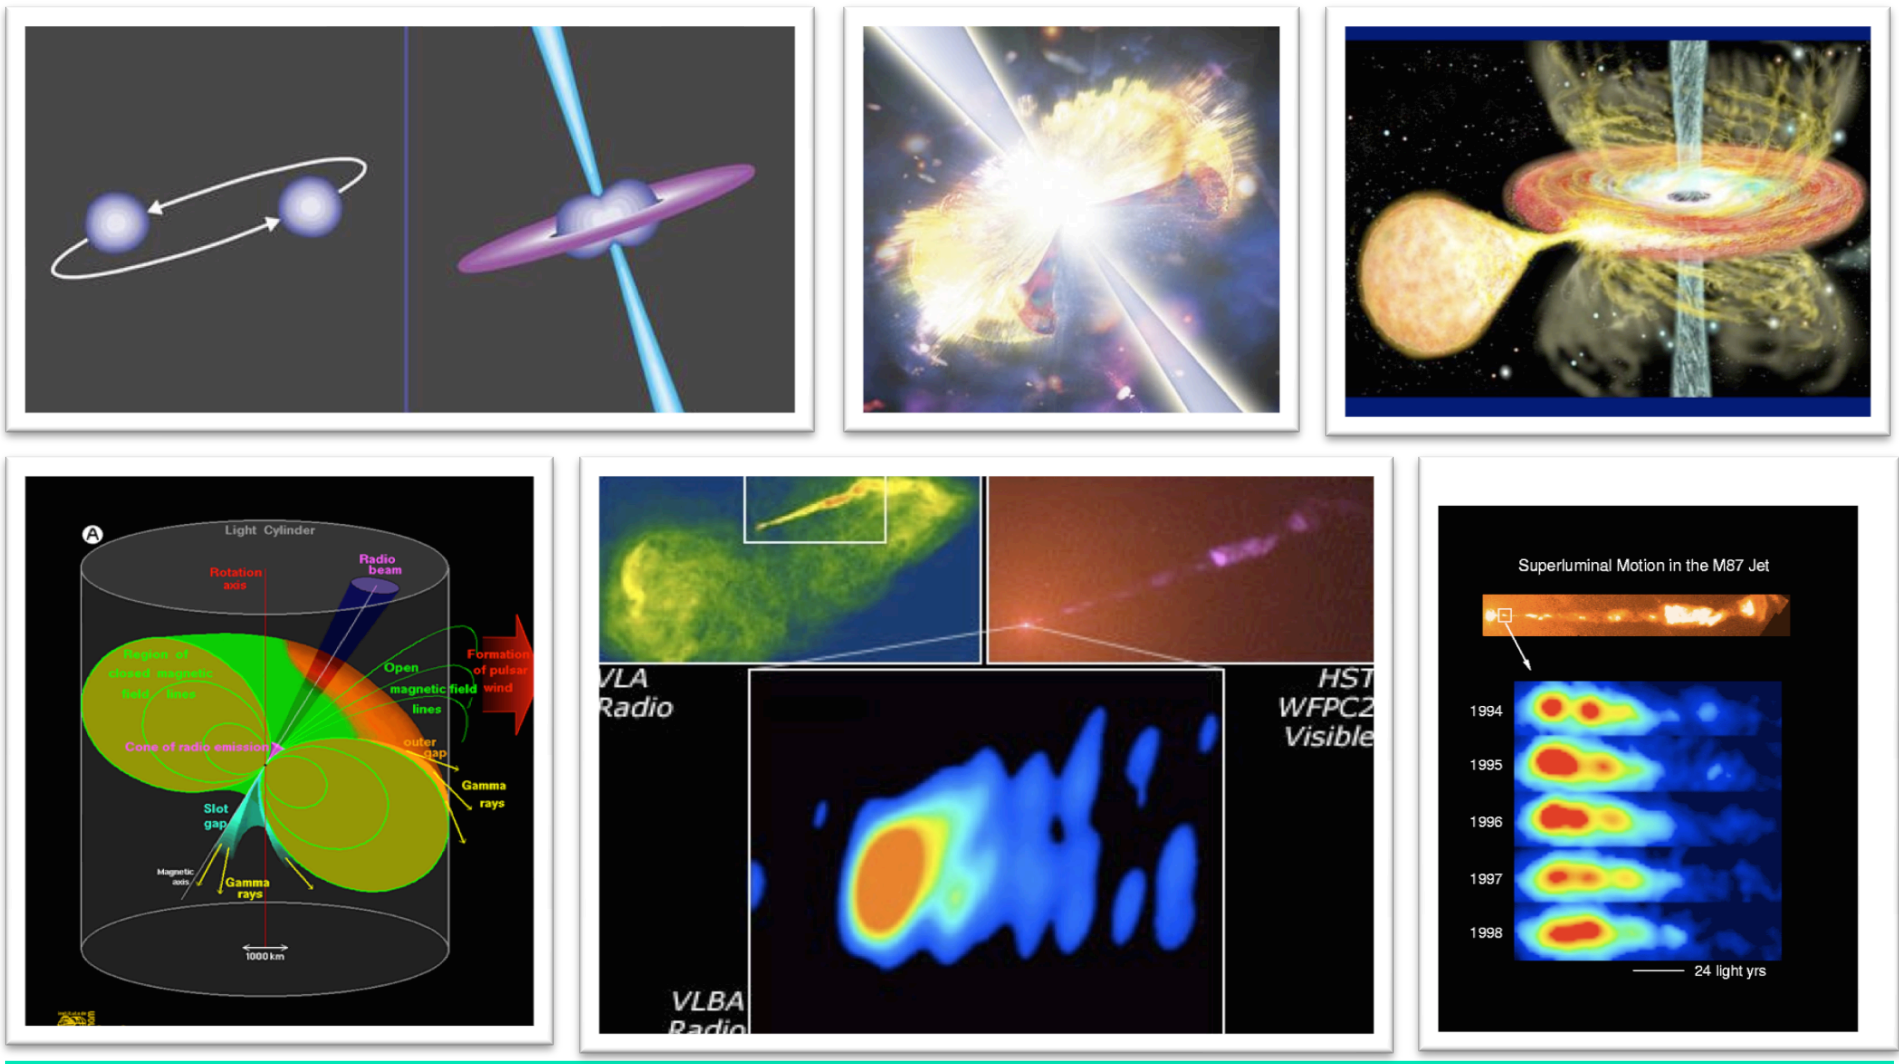 A
Light Cylinder
Radio
beam
Rotation
axis
Region of
closed magnetic
field lines
Open
magnetic field
lines
Formation
of pulsar
wind
Cone of radio emission
outer
gap
Gamma
rays
Slot
gap
Magnetic
axis
Gamma
rays
1000 km
VLA
Radio
HST
WFPC2
Visible
VLBA
Radio
Superluminal Motion in the M87 Jet
1994
1995
1996
1997
1998
24 light yrs